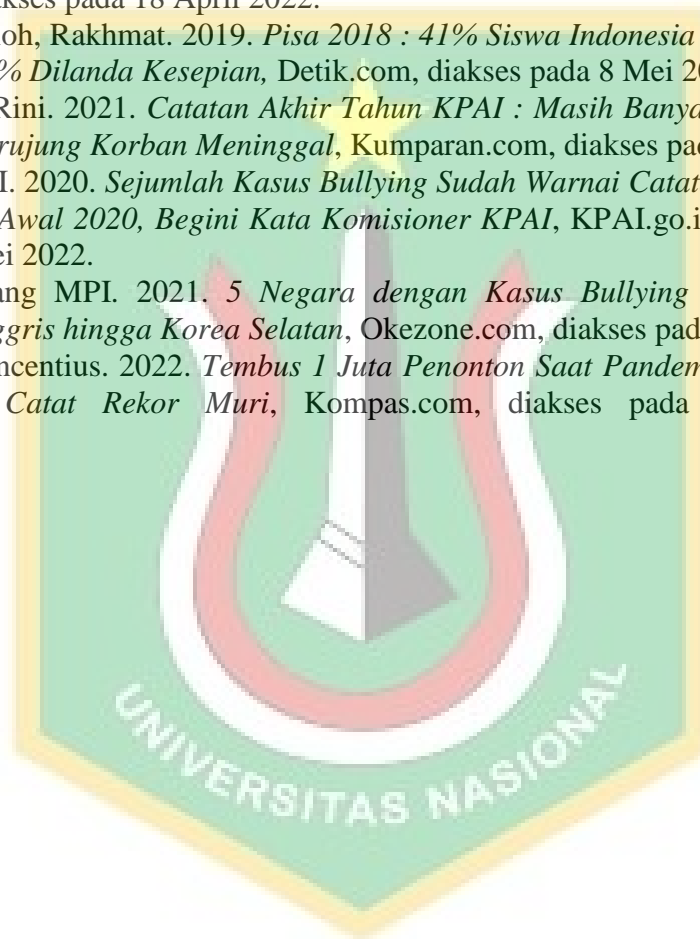 kses pada 18 April 2022.
oh, Rakhmat. 2019. Pisa 2018 : 41% Siswa Indonesia
% Dilanda Kesepian, Detik.com, diakses pada 8 Mei 20
Rini. 2021. Catatan Akhir Tahun KPAI : Masih Banya
rujung Korban Meninggal, Kumparan.com, diakses pad
I. 2020. Sejumlah Kasus Bullying Sudah Warnai Catat
Awal 2020, Begini Kata Komisioner KPAI, KPAI.go.i
ei 2022.
ang MPI. 2021. 5 Negara dengan Kasus Bullying
ggris hingga Korea Selatan, Okezone.com, diakses pad
ncentius. 2022. Tembus 1 Juta Penonton Saat Pandem
Catat Rekor Muri, Kompas.com, diakses pada
UNIVERSITAS NASIONAL